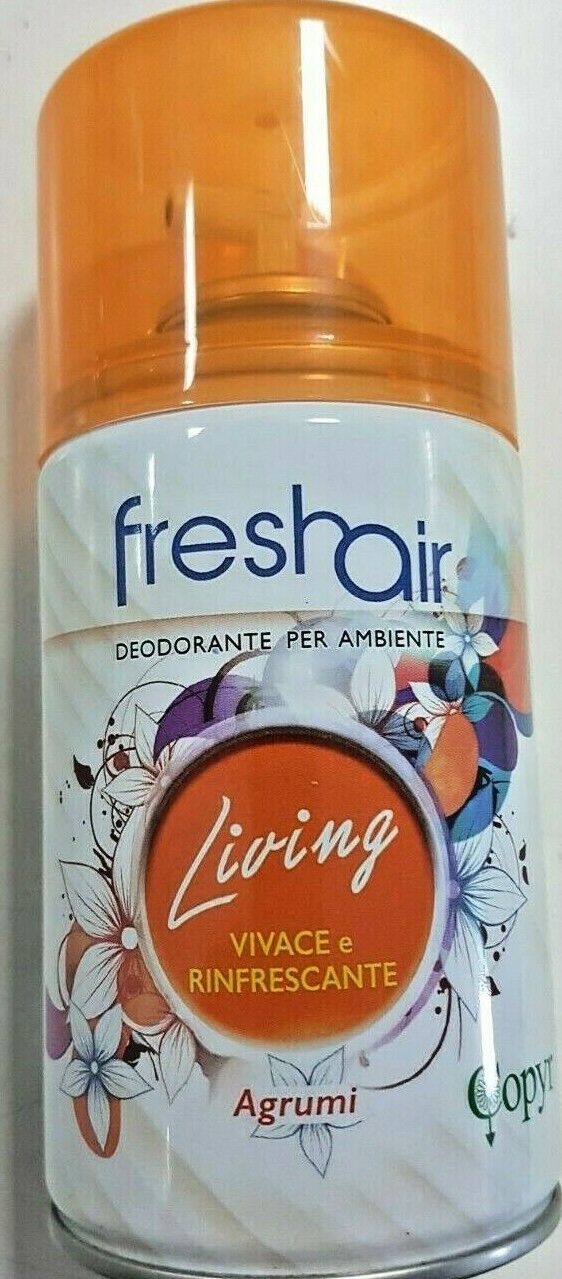 freshair
DEODORANTE PER AMBIENTE
Living
VIVACE e
RINFRESCANTE
Agrumi
Copyr